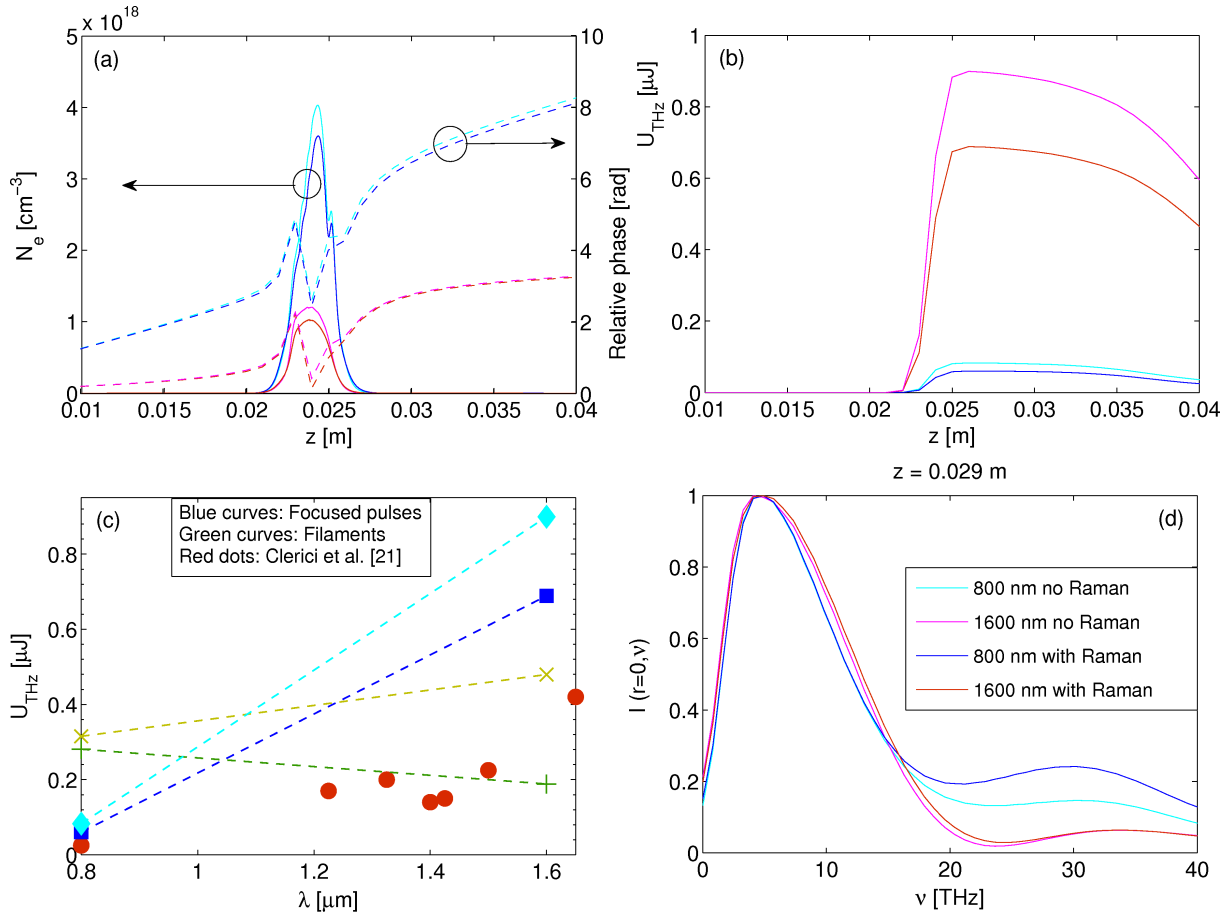 x 10^18
5
4
3
2
1
0
(a)
10
8
6
4
2
0
N_e [cm^−3]
Relative phase [rad]
0.01 0.015 0.02 0.025 0.03 0.035 0.04
z [m]
1
0.8
0.6
0.4
0.2
0
(b)
U_THz [μJ]
0.01 0.015 0.02 0.025 0.03 0.035 0.04
z [m]
(c)
Blue curves: Focused pulses
Green curves: Filaments
Red dots: Clerici et al. [21]
0.8
0.6
0.4
0.2
0
U_THz [μJ]
0.8 1 1.2 1.4 1.6
λ [μm]
z = 0.029 m
1
0.8
0.6
0.4
0.2
0
(d)
I (r=0,ν)
800 nm no Raman
1600 nm no Raman
800 nm with Raman
1600 nm with Raman
0 10 20 30 40
ν [THz]